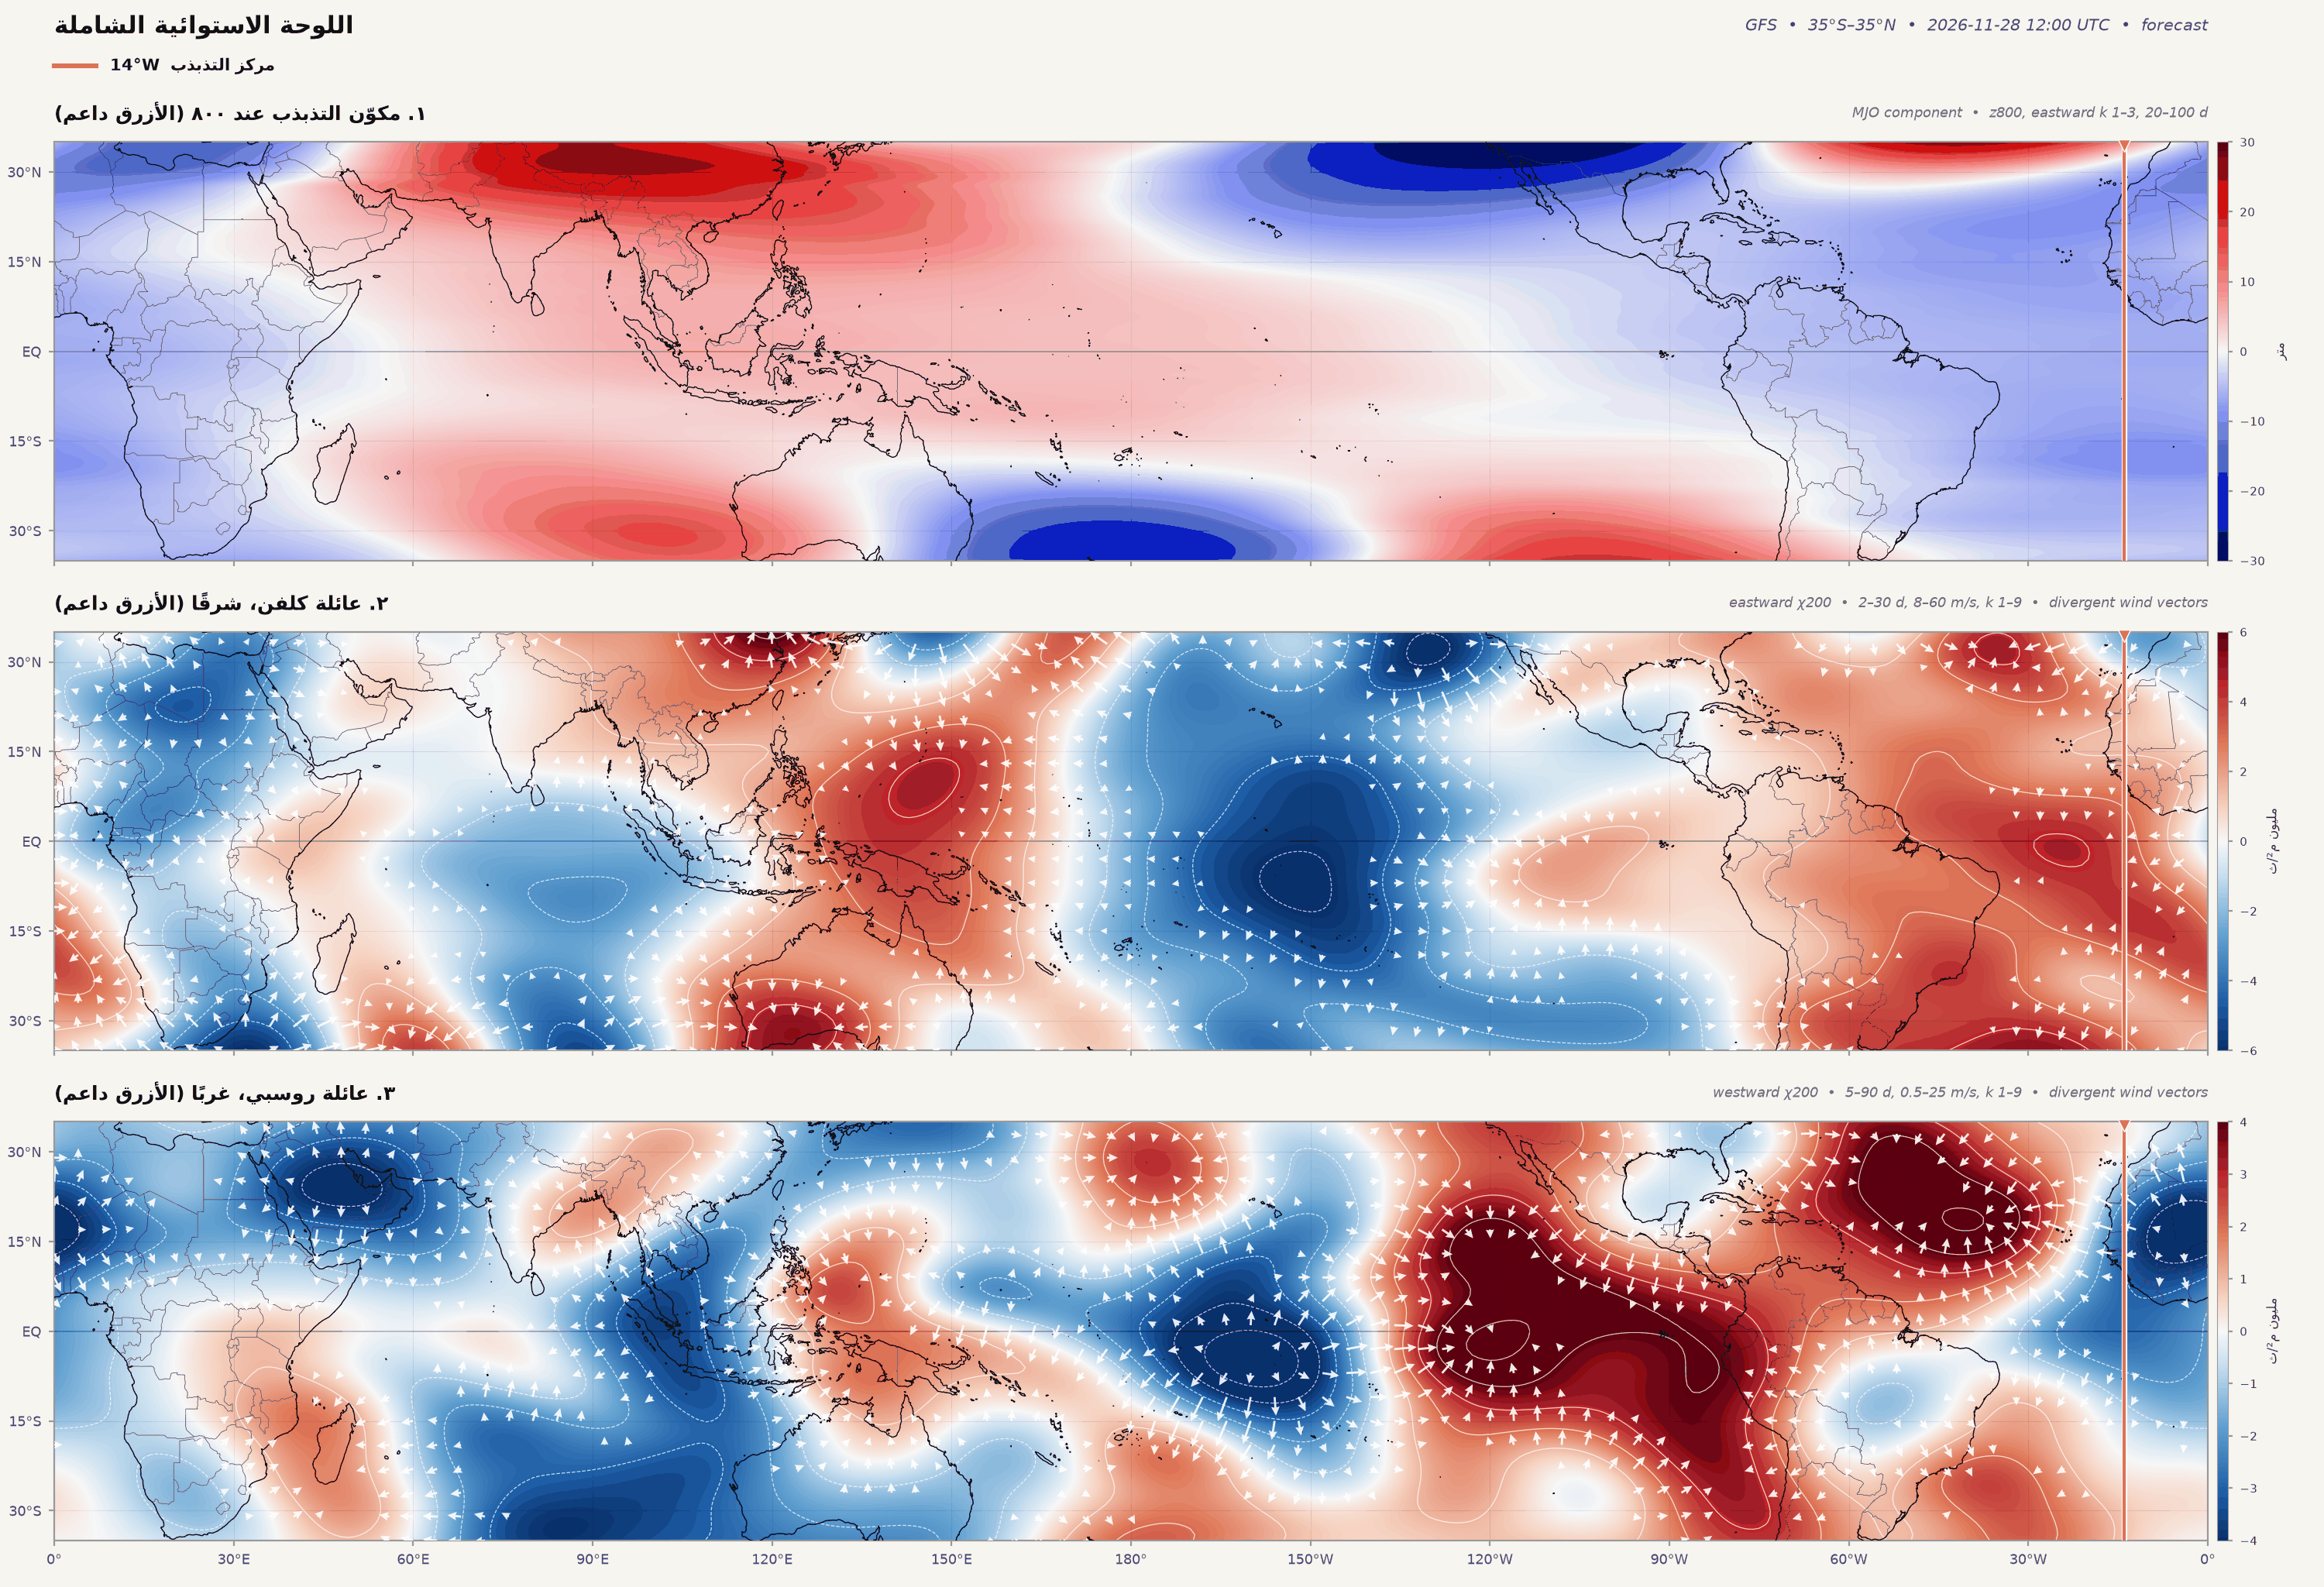 اللوحة الاستوائية الشاملة
GFS • 35°S–35°N • 2026-11-28 12:00 UTC • forecast
14°W مركز التذبذب
١. مكوّن التذبذب عند ٨٠٠ (الأزرق داعم)
MJO component • z800, eastward k 1–3, 20–100 d
30°N
15°N
EQ
15°S
30°S
30
20
10
0
−10
−20
−30
متر
٢. عائلة كلفن، شرقًا (الأزرق داعم)
eastward χ200 • 2–30 d, 8–60 m/s, k 1–9 • divergent wind vectors
30°N
15°N
EQ
15°S
30°S
6
4
2
0
−2
−4
−6
مليون م²/ث
٣. عائلة روسبي، غربًا (الأزرق داعم)
westward χ200 • 5–90 d, 0.5–25 m/s, k 1–9 • divergent wind vectors
30°N
15°N
EQ
15°S
30°S
4
3
2
1
0
−1
−2
−3
−4
مليون م²/ث
0° 30°E 60°E 90°E 120°E 150°E 180° 150°W 120°W 90°W 60°W 30°W 0°